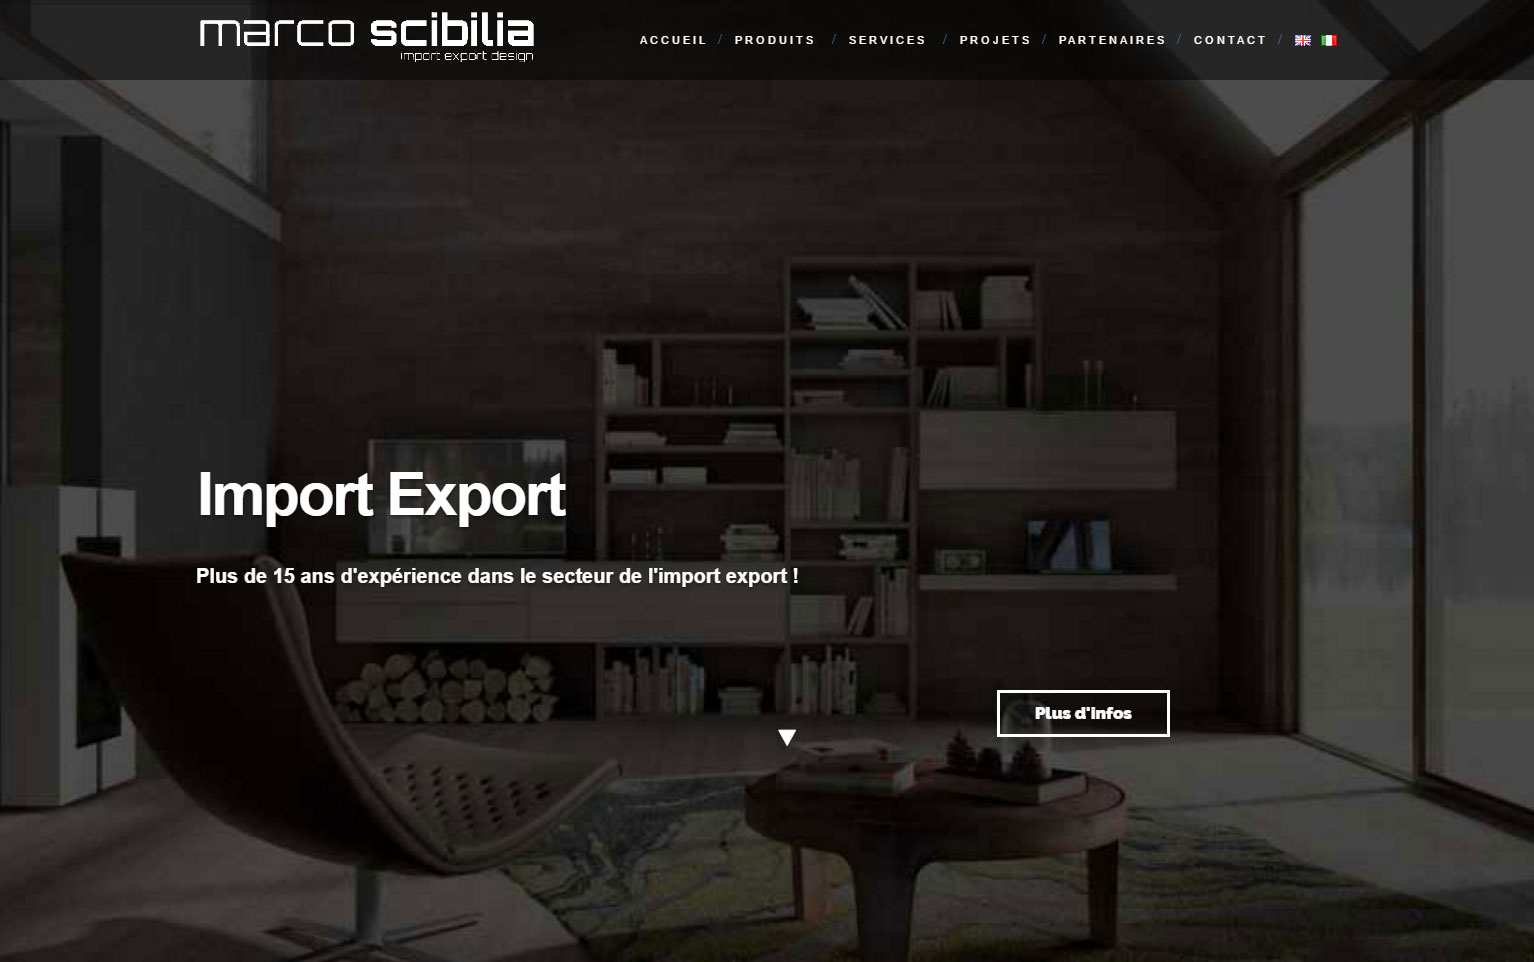 marco scibilia
import export design
ACCUEIL / PRODUITS / SERVICES / PROJETS / PARTENAIRES / CONTACT /
Import Export
Plus de 15 ans d'expérience dans le secteur de l'import export !
Plus d'infos